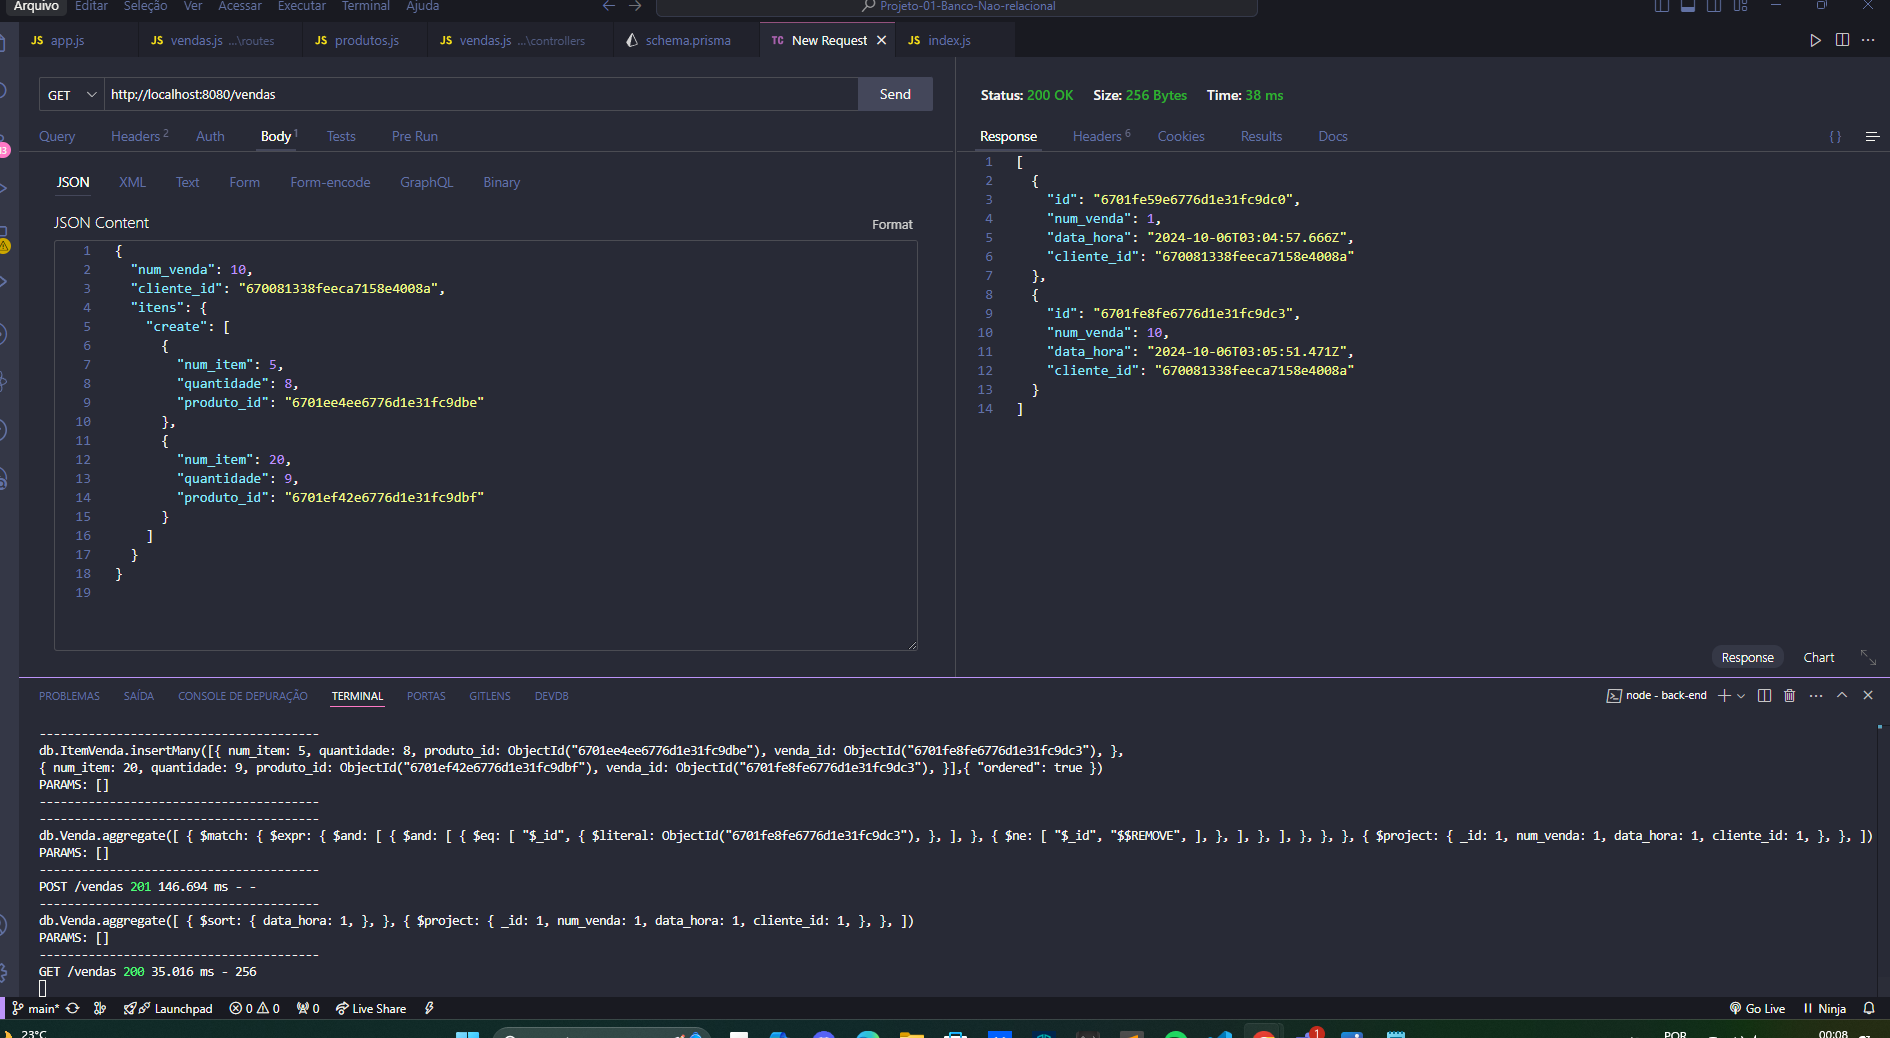 Arquivo Editar Seleção Ver Acessar Executar Terminal Ajuda Projeto-01-Banco-Nao-relacional
JS app.js JS vendas.js ...\routes JS produtos.js JS vendas.js ...\controllers schema.prisma TC New Request JS index.js
GET http://localhost:8080/vendas Send
Query Headers 2 Auth Body 1 Tests Pre Run
JSON XML Text Form Form-encode GraphQL Binary
JSON Content Format
1 {
2 "num_venda": 10,
3 "cliente_id": "670081338feeca7158e4008a",
4 "itens": {
5 "create": [
6 {
7 "num_item": 5,
8 "quantidade": 8,
9 "produto_id": "6701ee4ee6776d1e31fc9dbe"
10 },
11 {
12 "num_item": 20,
13 "quantidade": 9,
14 "produto_id": "6701ef42e6776d1e31fc9dbf"
15 }
16 ]
17 }
18 }
19
Status: 200 OK Size: 256 Bytes Time: 38 ms
Response Headers 6 Cookies Results Docs { }
1 [
2 {
3 "id": "6701fe59e6776d1e31fc9dc0",
4 "num_venda": 1,
5 "data_hora": "2024-10-06T03:04:57.666Z",
6 "cliente_id": "670081338feeca7158e4008a"
7 },
8 {
9 "id": "6701fe8fe6776d1e31fc9dc3",
10 "num_venda": 10,
11 "data_hora": "2024-10-06T03:05:51.471Z",
12 "cliente_id": "670081338feeca7158e4008a"
13 }
14 ]
Response Chart
PROBLEMAS SAÍDA CONSOLE DE DEPURAÇÃO TERMINAL PORTAS GITLENS DEVDB node - back-end
----------------------------------------
db.ItemVenda.insertMany([{ num_item: 5, quantidade: 8, produto_id: ObjectId("6701ee4ee6776d1e31fc9dbe"), venda_id: ObjectId("6701fe8fe6776d1e31fc9dc3"), },
{ num_item: 20, quantidade: 9, produto_id: ObjectId("6701ef42e6776d1e31fc9dbf"), venda_id: ObjectId("6701fe8fe6776d1e31fc9dc3"), }],{ "ordered": true })
PARAMS: []
----------------------------------------
----------------------------------------
db.Venda.aggregate([ { $match: { $expr: { $and: [ { $and: [ { $eq: [ "$_id", { $literal: ObjectId("6701fe8fe6776d1e31fc9dc3"), }, ], }, { $ne: [ "$_id", "$$REMOVE", ], }, ], }, ], }, }, }, { $project: { _id: 1, num_venda: 1, data_hora: 1, cliente_id: 1, }, }, ])
PARAMS: []
----------------------------------------
POST /vendas 201 146.694 ms - -
----------------------------------------
db.Venda.aggregate([ { $sort: { data_hora: 1, }, }, { $project: { _id: 1, num_venda: 1, data_hora: 1, cliente_id: 1, }, }, ])
PARAMS: []
----------------------------------------
GET /vendas 200 35.016 ms - 256
main* Launchpad 0 0 0 Live Share Go Live Ninja
23°C 1 POR 00:08